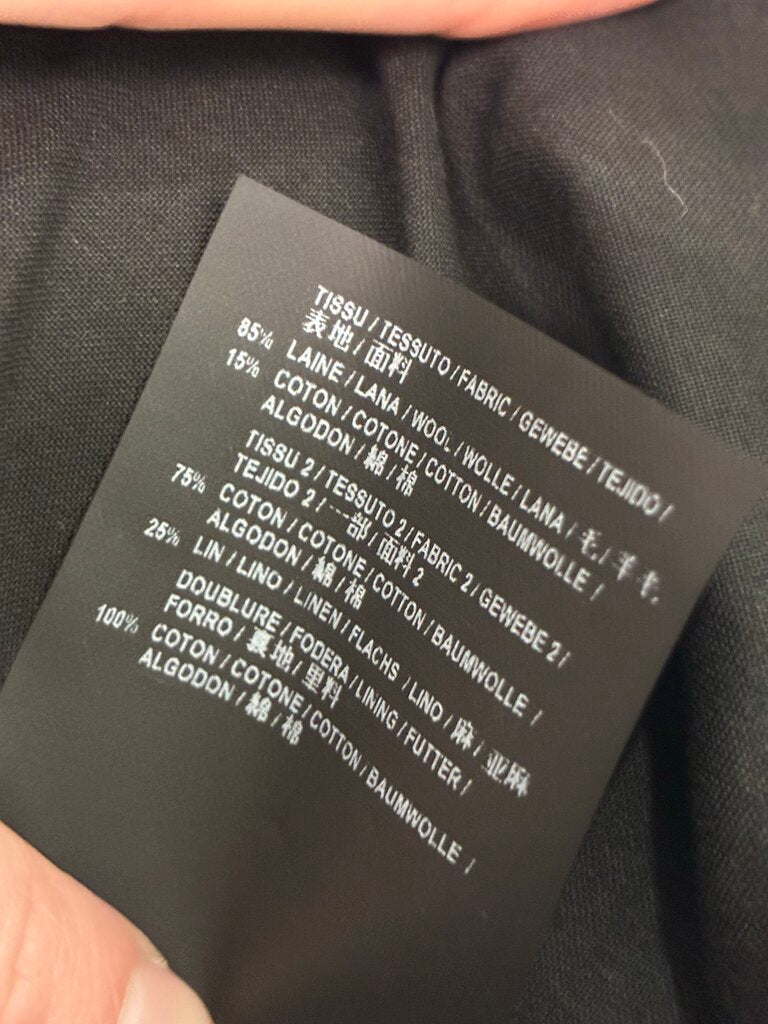 TISSU / TESSUTO / FABRIC / GEWEBE / TEJIDO /
表地 / 面料
85% LAINE / LANA / WOOL / WOLLE / LANA / 毛 / 羊毛
15% COTON / COTONE / COTTON / BAUMWOLLE /
ALGODON / 綿 / 棉
TISSU 2 / TESSUTO 2 / FABRIC 2 / GEWEBE 2 /
TEJIDO 2 / 一部 / 面料 2
75% COTON / COTONE / COTTON / BAUMWOLLE /
ALGODON / 綿 / 棉
25% LIN / LINO / LINEN / FLACHS / LINO / 麻 / 亚麻
DOUBLURE / FODERA / LINING / FUTTER /
FORRO / 裏地 / 里料
100% COTON / COTONE / COTTON / BAUMWOLLE /
ALGODON / 綿 / 棉